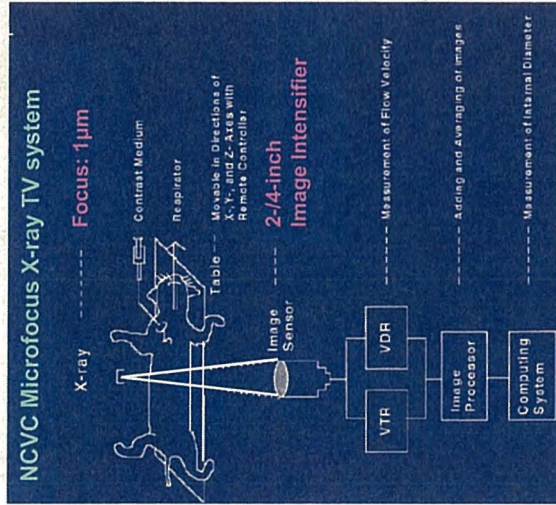 NCVC Microfocus X-ray TV system
X-ray
Focus: 1µm
Contrast Medium
Respirator
Table
Movable in Directions of
X-, Y-, and Z- Axes with
Remote Controller
Image
Sensor
2-/4-inch
Image Intensifier
VTR
VDR
Measurement of Flow Velocity
Image
Processor
Adding and Averaging of Images
Computing
System
Measurement of Internal Diameter